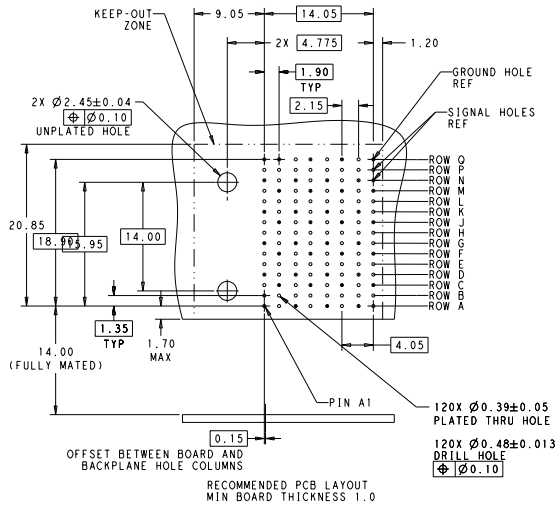 KEEP-OUT
ZONE
9.05
14.05
2X 4.775
1.20
1.90
TYP
2.15
GROUND HOLE
REF
SIGNAL HOLES
REF
2X Ø2.45±0.04
⌖ Ø0.10
UNPLATED HOLE
ROW Q
ROW P
ROW N
ROW M
ROW L
ROW K
ROW J
ROW H
ROW G
ROW F
ROW E
ROW D
ROW C
ROW B
ROW A
20.85
18.90
15.95
14.00
1.35
TYP
1.70
MAX
4.05
14.00
(FULLY MATED)
PIN A1
120X Ø0.39±0.05
PLATED THRU HOLE
120X Ø0.48±0.013
DRILL HOLE
⌖ Ø0.10
0.15
OFFSET BETWEEN BOARD AND
BACKPLANE HOLE COLUMNS
RECOMMENDED PCB LAYOUT
MIN BOARD THICKNESS 1.0